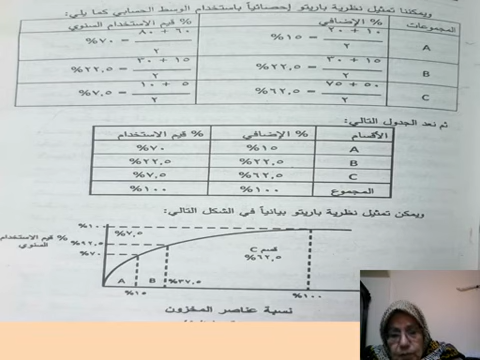 ويمكننا تمثيل نظرية باريتو إحصائياً باستخدام الوسط الحسابي كما يلي:
المجموعات % الإضافي % قيم الاستخدام السنوي
A ١٠ + ٢٠ / ٢ = ١٥% ٦٠ + ٨٠ / ٢ = ٧٠%
B ١٥ + ٣٠ / ٢ = ٢٢.٥% ١٥ + ٣٠ / ٢ = ٢٢.٥%
C ٥٠ + ٧٥ / ٢ = ٦٢.٥% ٥ + ١٠ / ٢ = ٧.٥%
ثم نعد الجدول التالي:
الأقسام % الإضافي % قيم الاستخدام
A %١٥ %٧٠
B %٢٢.٥ %٢٢.٥
C %٦٢.٥ %٧.٥
المجموع %١٠٠ %١٠٠
ويمكن تمثيل نظرية باريتو بيانياً في الشكل التالي:
%١٠٠
%٧.٥
% قيم الاستخدام السنوي
%٩٢.٥
%٧٠
قسم C
%٦٢.٥
A B %٣٧.٥
%١٥ %١٠٠
نسبة عناصر المخزون